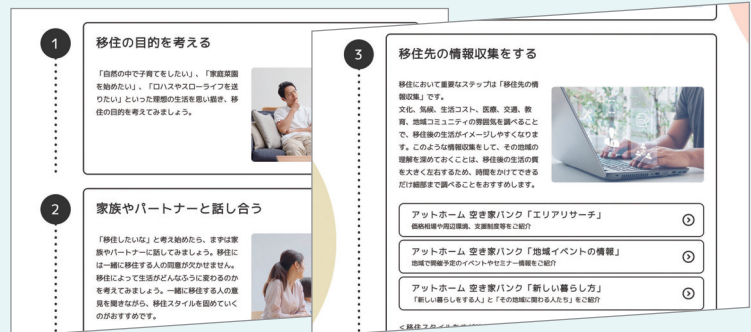 1
移住の目的を考える
「自然の中で子育てをしたい」、「家庭菜園
を始めたい」、「ロハスやスローライフを送
りたい」といった理想の生活を思い描き、移
住の目的を考えてみましょう。
2
家族やパートナーと話し合う
「移住したいな」と考え始めたら、まずは家
族やパートナーに話してみましょう。移住に
は一緒に移住する人の同意が欠かせません。
移住によって生活がどんなふうに変わるのか
を考えてみましょう。一緒に移住する人の意
見を聞きながら、移住スタイルを固めていく
のがおすすめです。
3
移住先の情報収集をする
移住において重要なステップは「移住先の情
報収集」です。
文化、気候、生活コスト、医療、交通、教
育、地域コミュニティの雰囲気を調べること
で、移住後の生活がイメージしやすくなりま
す。このような情報収集をして、その地域の
理解を深めておくことは、移住後の生活の質
を大きく左右するため、時間をかけてできる
だけ細部まで調べることをおすすめします。
アットホーム 空き家バンク「エリアリサーチ」
価格相場や周辺環境、支援制度等をご紹介
アットホーム 空き家バンク「地域イベントの情報」
地域で開催予定のイベントやセミナー情報をご紹介
アットホーム 空き家バンク「新しい暮らし方」
「新しい暮らしをする人」と「その地域に関わる人たち」をご紹介